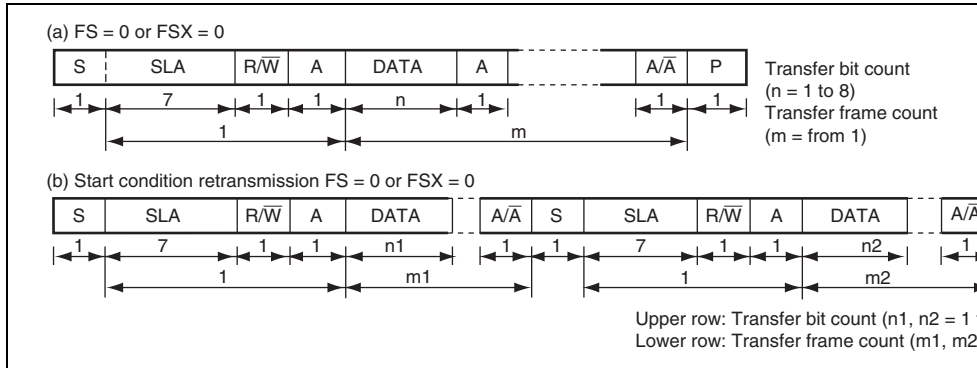 (a) FS = 0 or FSX = 0
S SLA R/W̅ A DATA A A/A̅ P
1 7 1 1 n 1 1 1
1 m
Transfer bit count
(n = 1 to 8)
Transfer frame count
(m = from 1)
(b) Start condition retransmission FS = 0 or FSX = 0
S SLA R/W̅ A DATA A/A̅ S SLA R/W̅ A DATA A/A̅
1 7 1 1 n1 1 1 7 1 1 n2 1
1 m1 1 m2
Upper row: Transfer bit count (n1, n2 = 1
Lower row: Transfer frame count (m1, m2